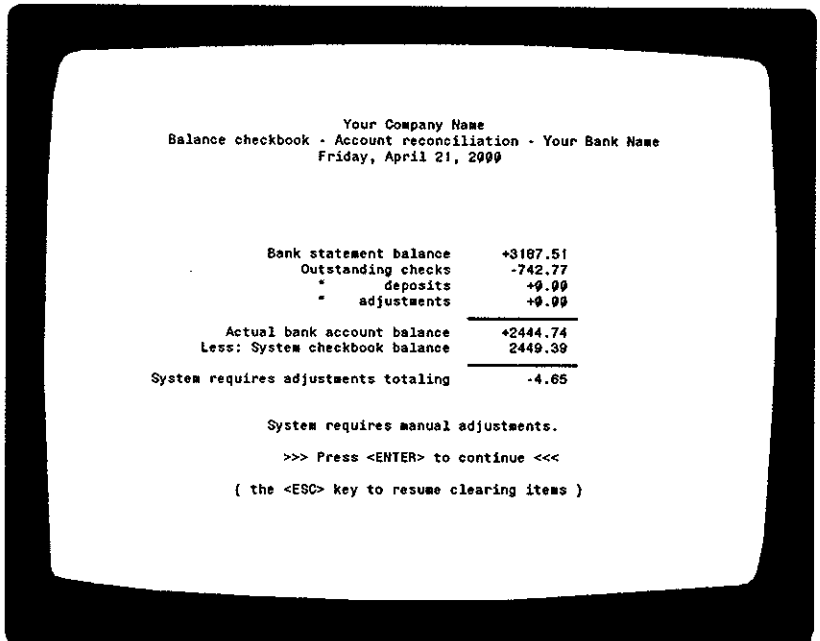 Your Company Name
Balance checkbook - Account reconciliation - Your Bank Name
Friday, April 21, 2000
Bank statement balance +3187.51
Outstanding checks -742.77
" deposits +0.00
" adjustments +0.00
Actual bank account balance +2444.74
Less: System checkbook balance 2449.39
System requires adjustments totaling -4.65
System requires manual adjustments.
>>> Press <ENTER> to continue <<<
( the <ESC> key to resume clearing items )